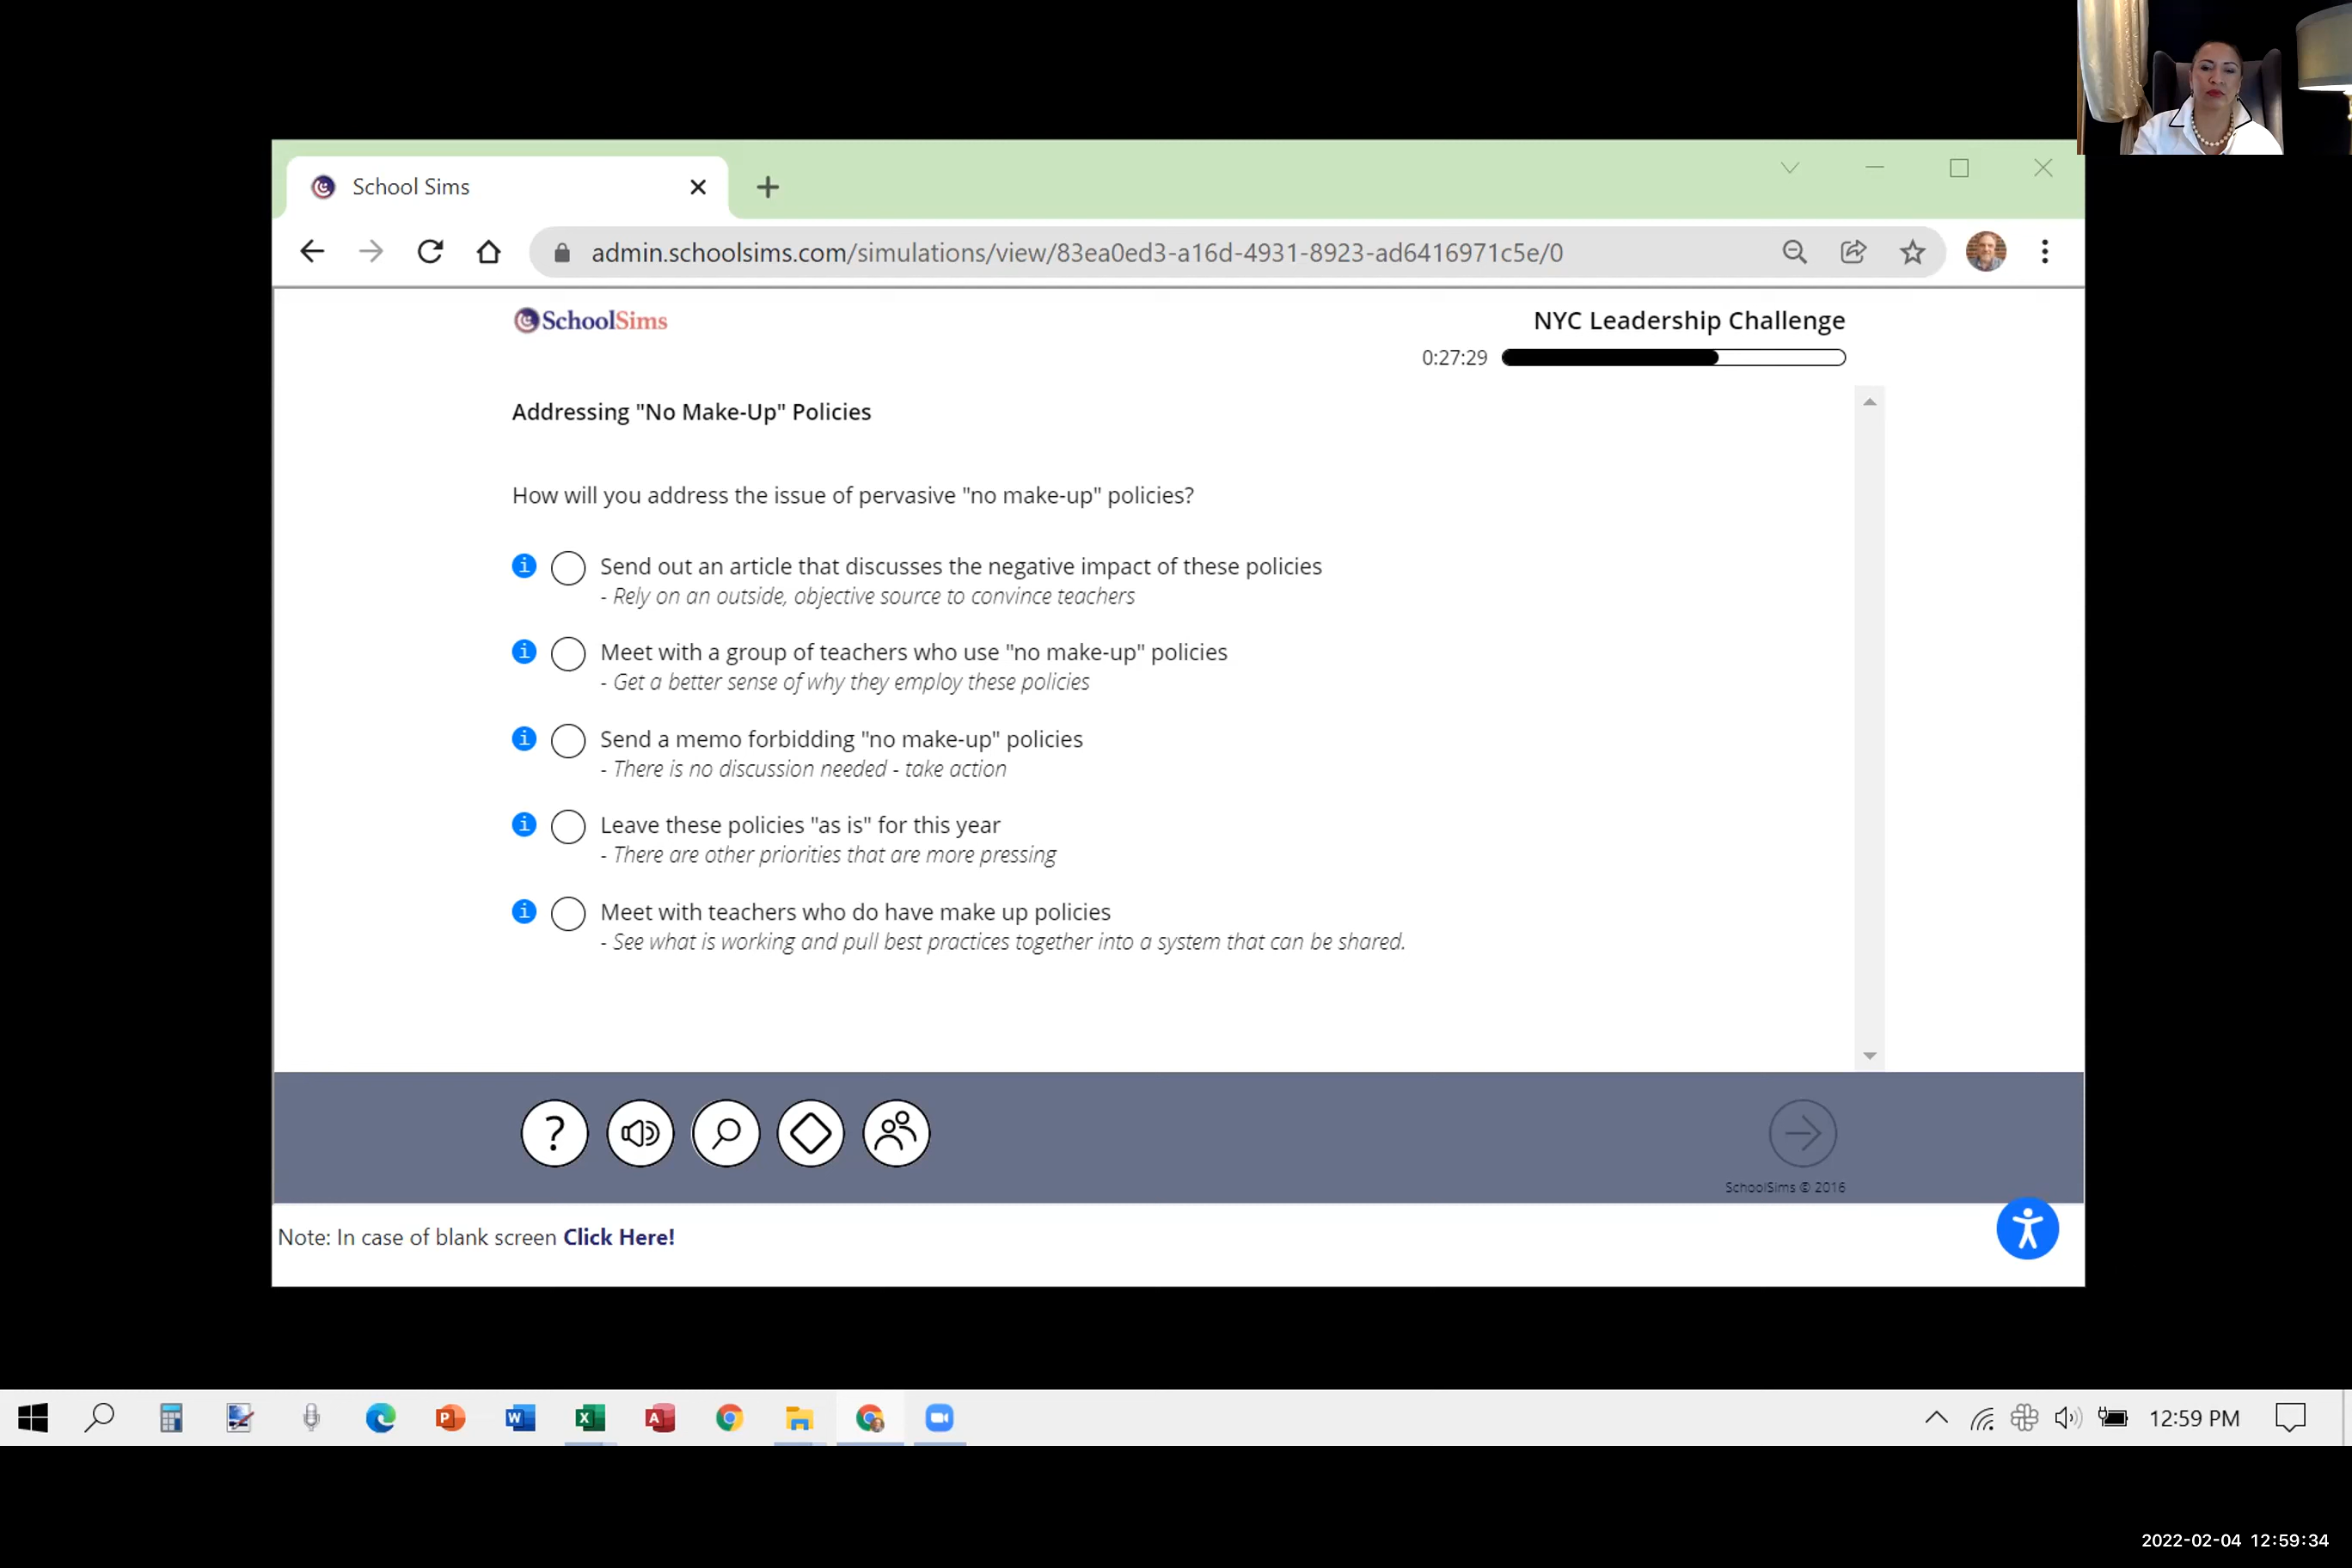 School Sims
admin.schoolsims.com/simulations/view/83ea0ed3-a16d-4931-8923-ad6416971c5e/0
SchoolSims
NYC Leadership Challenge
0:27:29
Addressing "No Make-Up" Policies
How will you address the issue of pervasive "no make-up" policies?
Send out an article that discusses the negative impact of these policies
- Rely on an outside, objective source to convince teachers
Meet with a group of teachers who use "no make-up" policies
- Get a better sense of why they employ these policies
Send a memo forbidding "no make-up" policies
- There is no discussion needed - take action
Leave these policies "as is" for this year
- There are other priorities that are more pressing
Meet with teachers who do have make up policies
- See what is working and pull best practices together into a system that can be shared.
SchoolSims © 2016
Note: In case of blank screen Click Here!
12:59 PM
2022-02-04 12:59:34